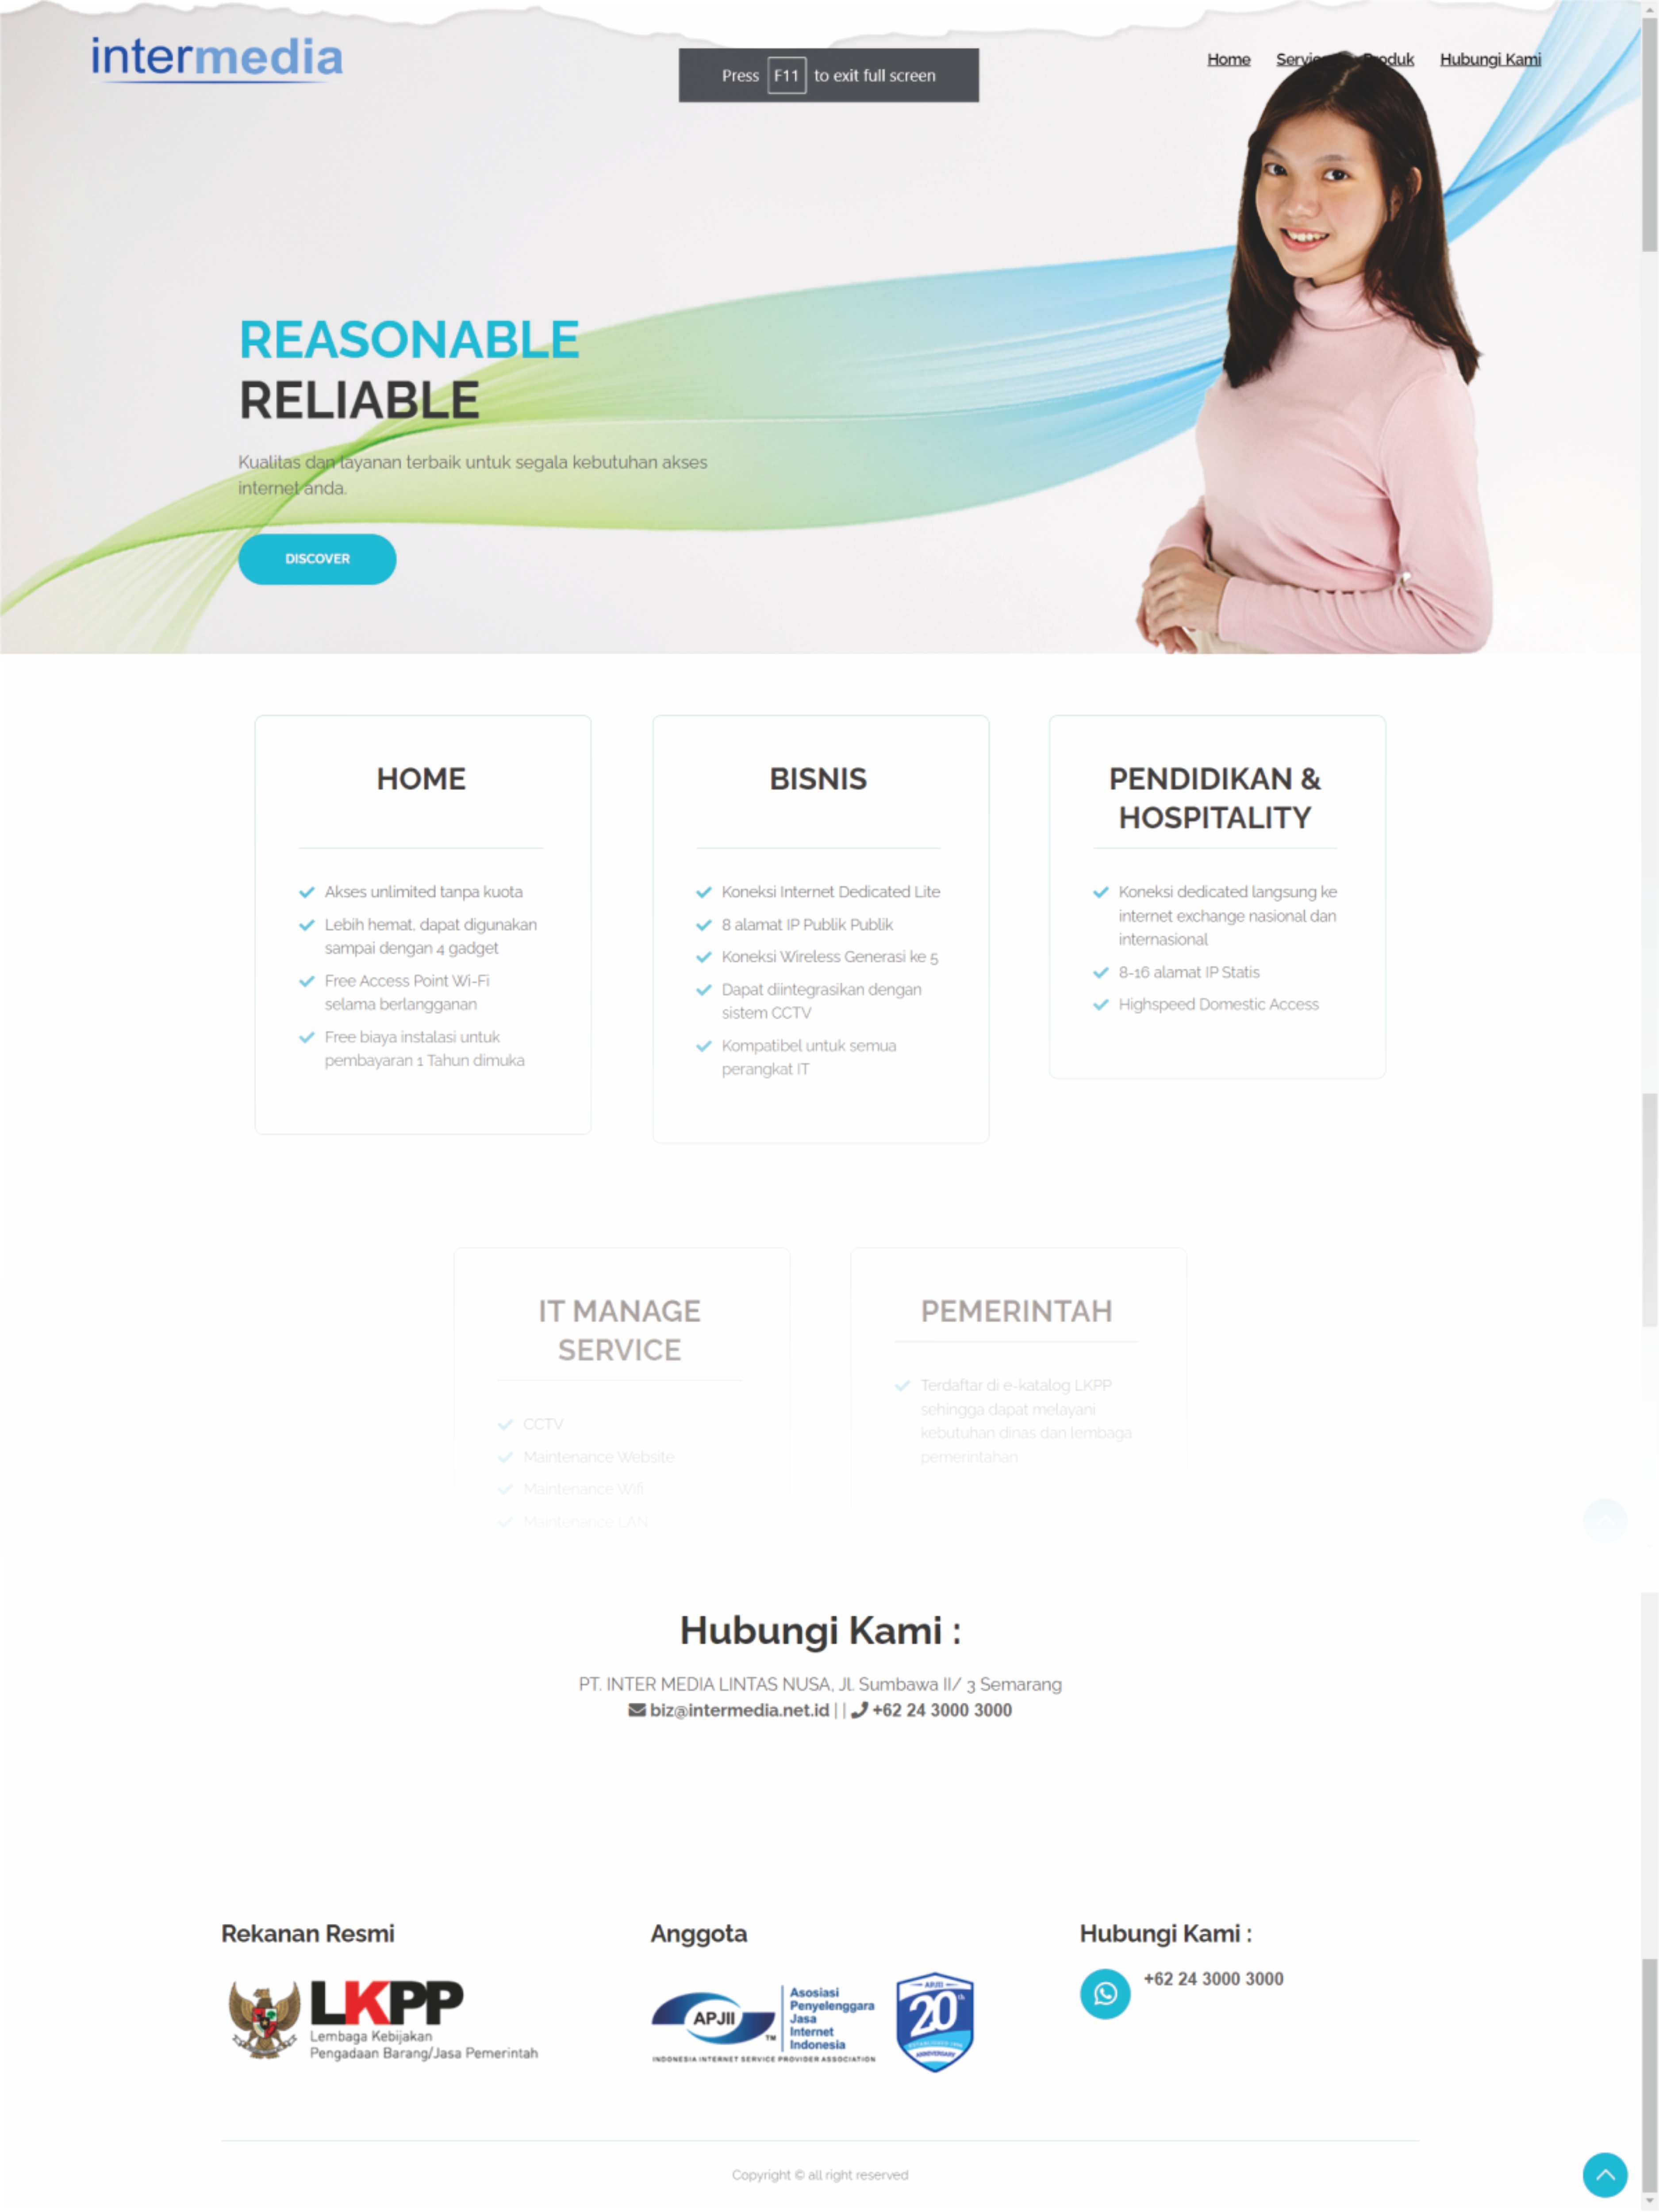 intermedia
Press F11 to exit full screen
Home Hubungi Kami
REASONABLE
RELIABLE
Kualitas dan layanan terbaik untuk segala kebutuhan akses
internet anda.
DISCOVER
HOME
Akses unlimited tanpa kuota
Lebih hemat, dapat digunakan
sampai dengan 4 gadget
Free Access Point Wi-Fi
selama berlangganan
Free biaya instalasi untuk
pembayaran 1 Tahun dimuka
BISNIS
Koneksi Internet Dedicated Lite
8 alamat IP Publik Publik
Koneksi Wireless Generasi ke 5
Dapat diintegrasikan dengan
sistem CCTV
Kompatibel untuk semua
perangkat IT
PENDIDIKAN &
HOSPITALITY
Koneksi dedicated langsung ke
internet exchange nasional dan
internasional
8-16 alamat IP Statis
Highspeed Domestic Access
IT MANAGE
SERVICE
CCTV
Maintenance Website
Maintenance Wifi
Maintenance LAN
PEMERINTAH
Terdaftar di e-katalog LKPP
sehingga dapat melayani
kebutuhan dinas dan lembaga
pemerintahan
Hubungi Kami :
PT. INTER MEDIA LINTAS NUSA, Jl. Sumbawa II/ 3 Semarang
biz@intermedia.net.id | | +62 24 3000 3000
Rekanan Resmi
LKPP
Lembaga Kebijakan
Pengadaan Barang/Jasa Pemerintah
Anggota
APJII
TM
Asosiasi
Penyelenggara
Jasa
Internet
Indonesia
INDONESIA INTERNET SERVICE PROVIDER ASSOCIATION
APJII
20th
ANNIVERSARY
Hubungi Kami :
+62 24 3000 3000
Copyright © all right reserved